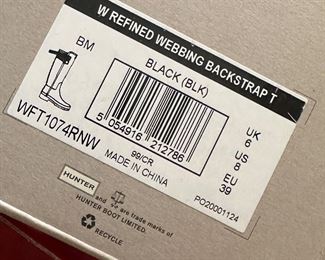 W REFINED WEBBING BACKSTRAP T
BM
BLACK (BLK)
WFT1074RNW
5 054916 212786
99/CR
MADE IN CHINA
UK 6
US 8
EU 39
PO20001124
HUNTER
and are trade marks of
HUNTER BOOT LIMITED.
RECYCLE